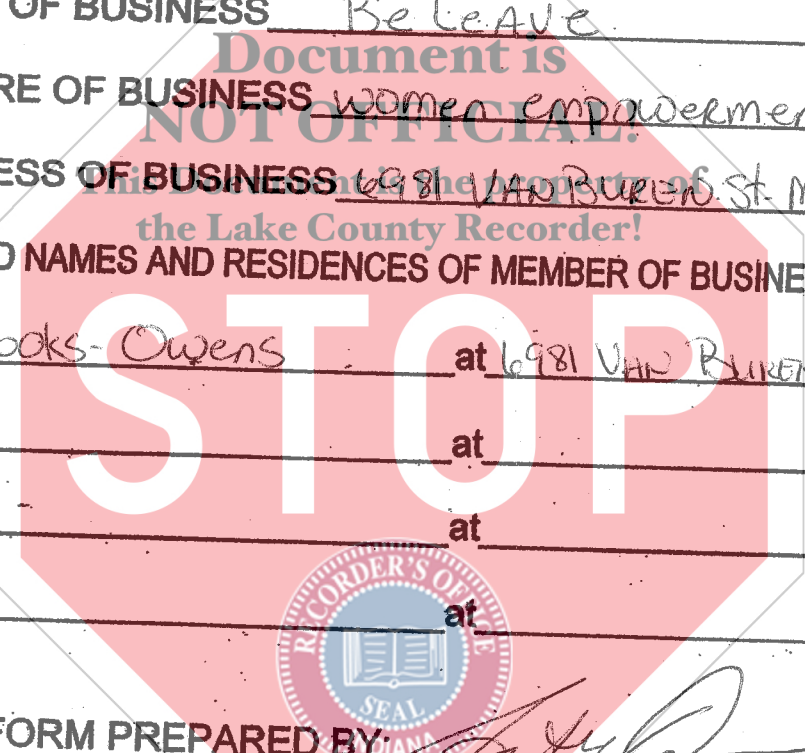 OF BUSINESS Be LeAVe
Document is
RE OF BUSINESS women empowermen
NOT OFFICIAL!
ESS OF BUSINESS 6981 VAN BUREN St. M
This Document is the property of
the Lake County Recorder!
D NAMES AND RESIDENCES OF MEMBER OF BUSINE
ooks-Owens at 6981 VAN BUREN
STOP
at
at
at
RECORDER'S OFFICE
SEAL
INDIANA
FORM PREPARED BY: